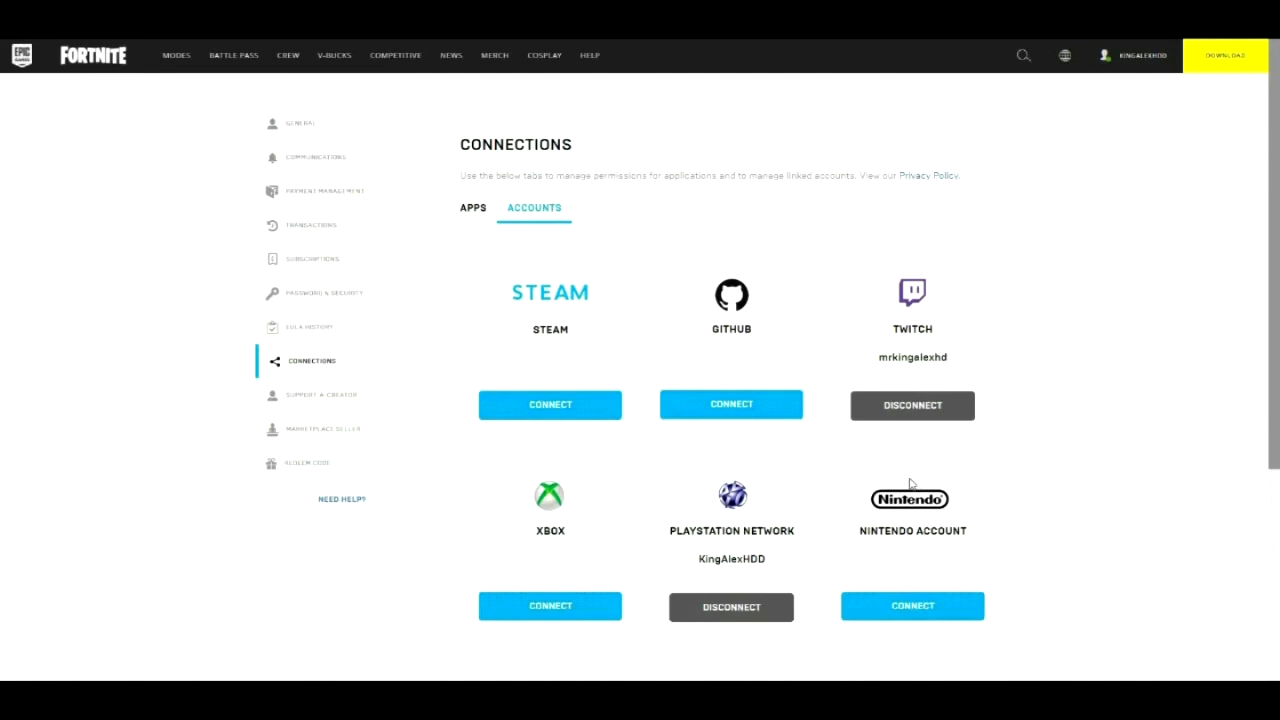 EPIC GAMES
FORTNITE
MODES BATTLE PASS CREW V-BUCKS COMPETITIVE NEWS MERCH COSPLAY HELP
KINGALEXHDD
DOWNLOAD
GENERAL
COMMUNICATIONS
PAYMENT MANAGEMENT
TRANSACTIONS
SUBSCRIPTIONS
PASSWORD & SECURITY
EULA HISTORY
CONNECTIONS
SUPPORT A CREATOR
MARKETPLACE SELLER
REDEEM CODE
NEED HELP?
CONNECTIONS
Use the below tabs to manage permissions for applications and to manage linked accounts. View our Privacy Policy.
APPS ACCOUNTS
STEAM
STEAM
CONNECT
GITHUB
CONNECT
TWITCH
mrkingalexhd
DISCONNECT
XBOX
CONNECT
PLAYSTATION NETWORK
KingAlexHDD
DISCONNECT
Nintendo
NINTENDO ACCOUNT
CONNECT